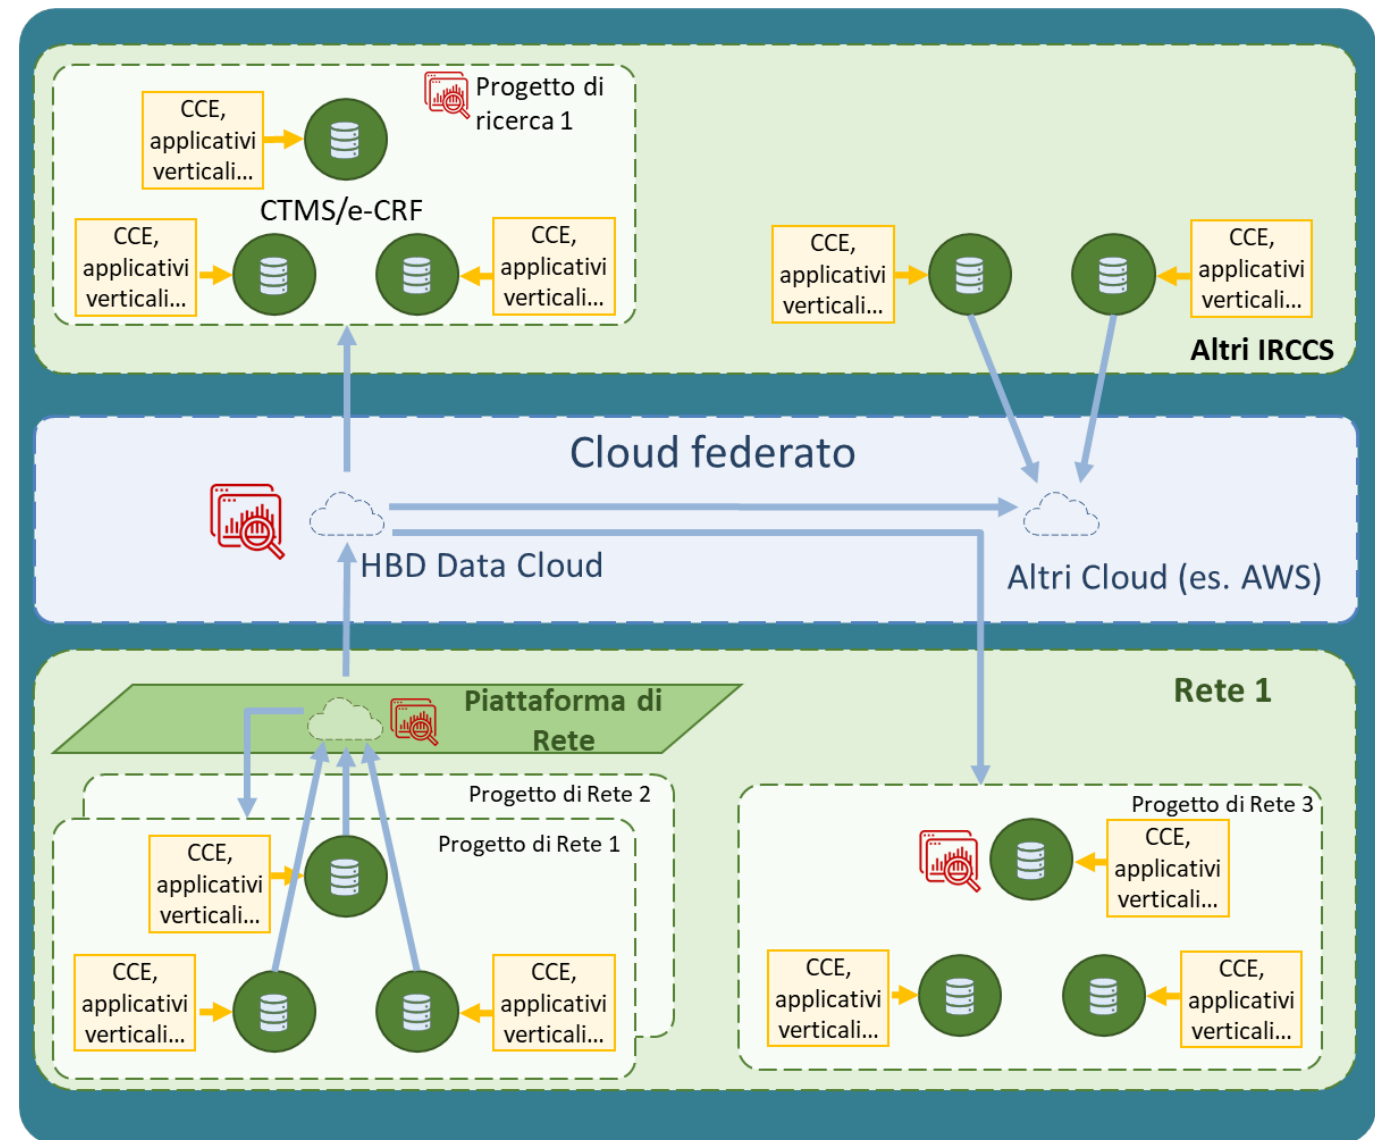 Progetto di
ricerca 1
CCE,
applicativi
verticali...
CTMS/e-CRF
CCE,
applicativi
verticali...
CCE,
applicativi
verticali...
CCE,
applicativi
verticali...
CCE,
applicativi
verticali...
Altri IRCCS
Cloud federato
HBD Data Cloud
Altri Cloud (es. AWS)
Rete 1
Piattaforma di
Rete
Progetto di Rete 2
Progetto di Rete 1
CCE,
applicativi
verticali...
CCE,
applicativi
verticali...
CCE,
applicativi
verticali...
Progetto di Rete 3
CCE,
applicativi
verticali...
CCE,
applicativi
verticali...
CCE,
applicativi
verticali...